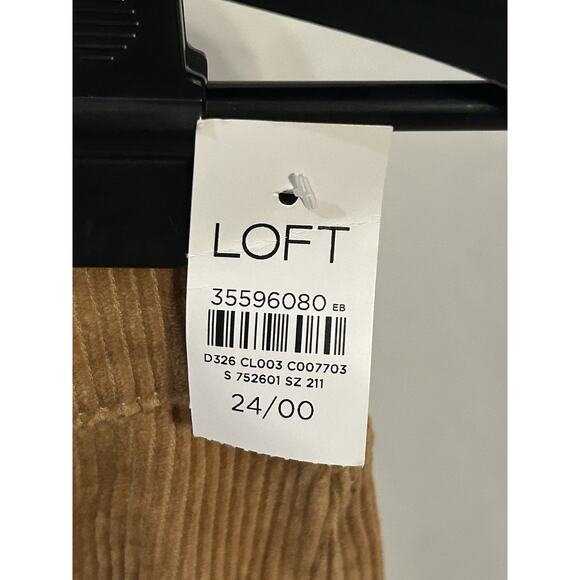 LOFT
35596080 EB
D326 CL003 C007703
S 752601 SZ 211
24/00